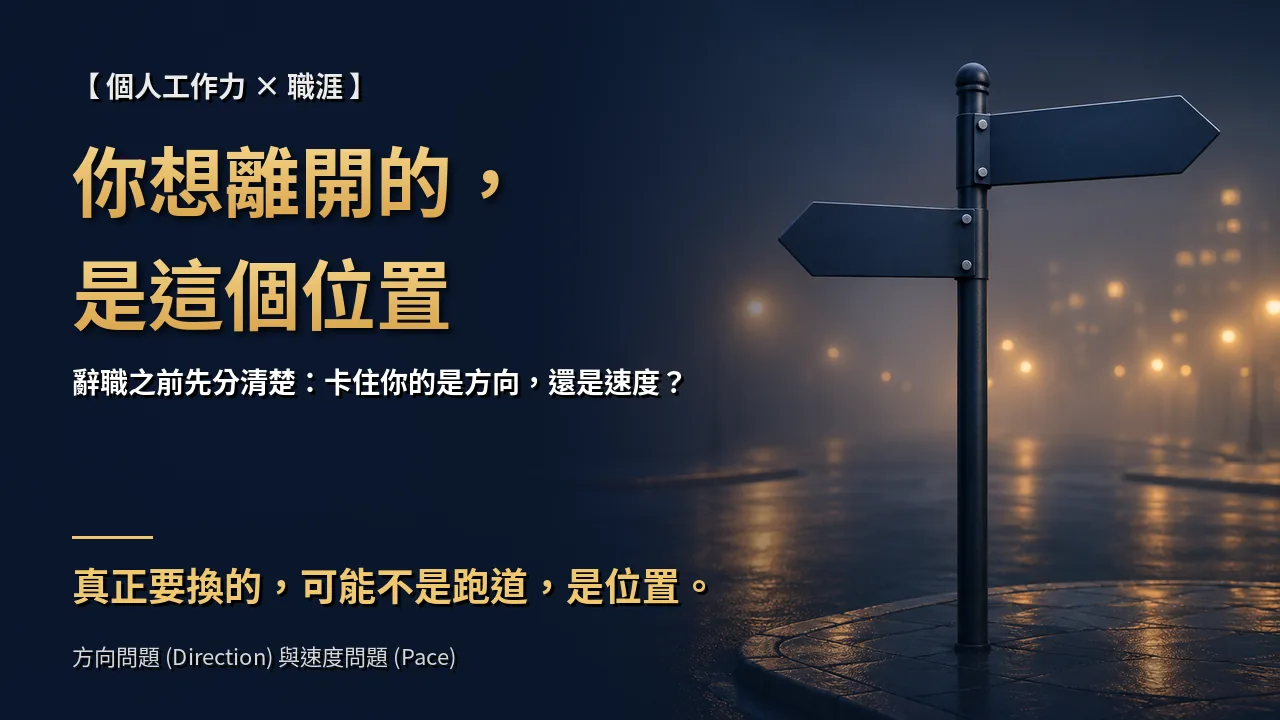 【個人工作力 × 職涯】
你想離開的，
是這個位置
辭職之前先分清楚：卡住你的是方向，還是速度？
真正要換的，可能不是跑道，是位置。
方向問題 (Direction) 與速度問題 (Pace)